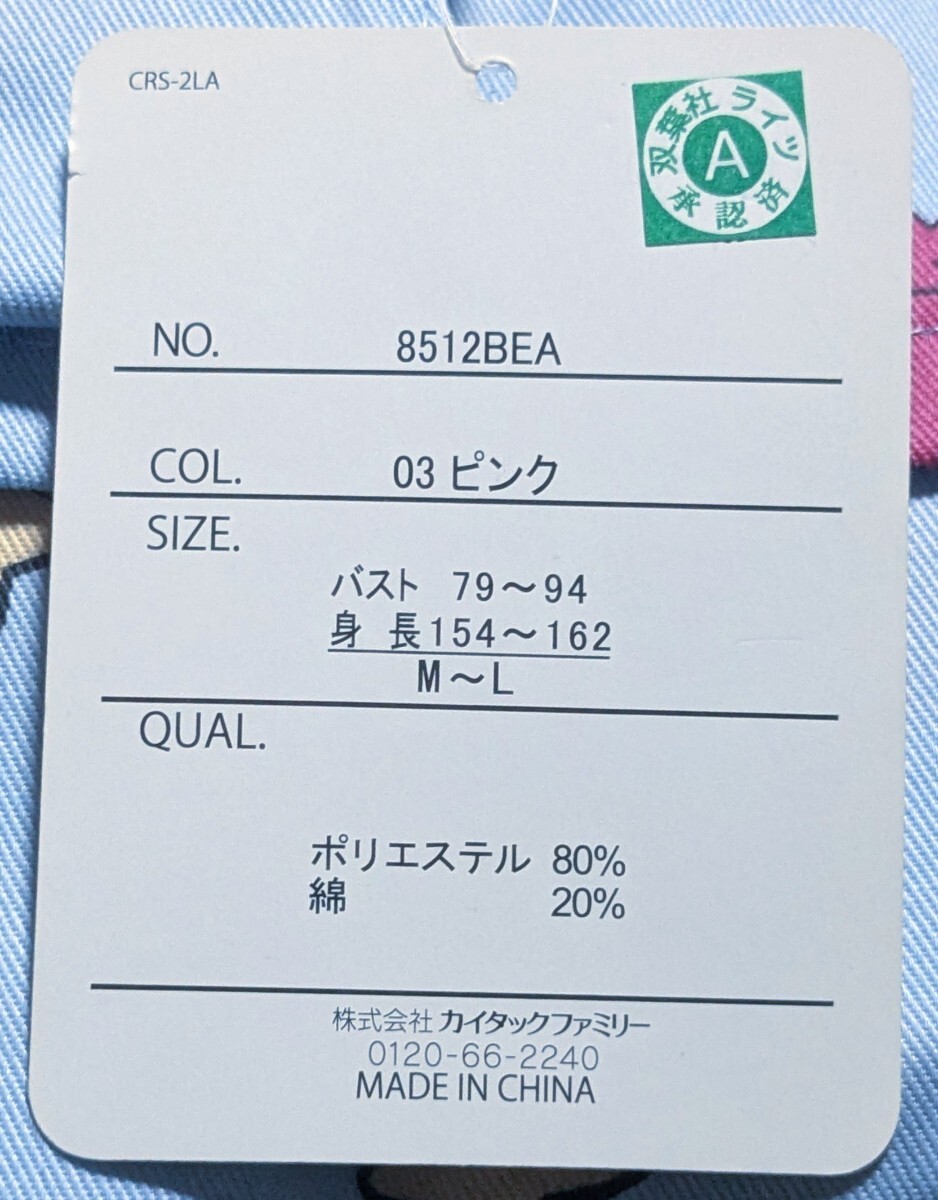 CRS-2LA
双葉社 ライツ
A
承認済
NO. 8512BEA
COL. 03 ピンク
SIZE.
バスト 79～94
身 長154～162
M～L
QUAL.
ポリエステル 80%
綿 20%
株式会社 カイタックファミリー
0120-66-2240
MADE IN CHINA